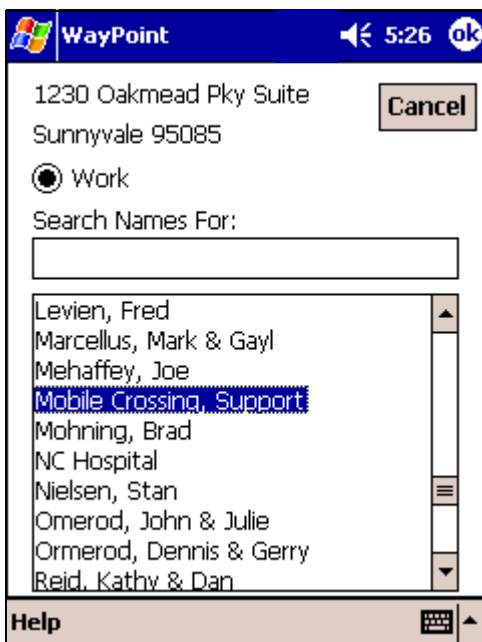 WayPoint 5:26 ok
1230 Oakmead Pky Suite
Cancel
Sunnyvale 95085
Work
Search Names For:
Levien, Fred
Marcellus, Mark & Gayl
Mehaffey, Joe
Mobile Crossing, Support
Mohning, Brad
NC Hospital
Nielsen, Stan
Omerod, John & Julie
Ormerod, Dennis & Gerry
Reid, Kathy & Dan
Help